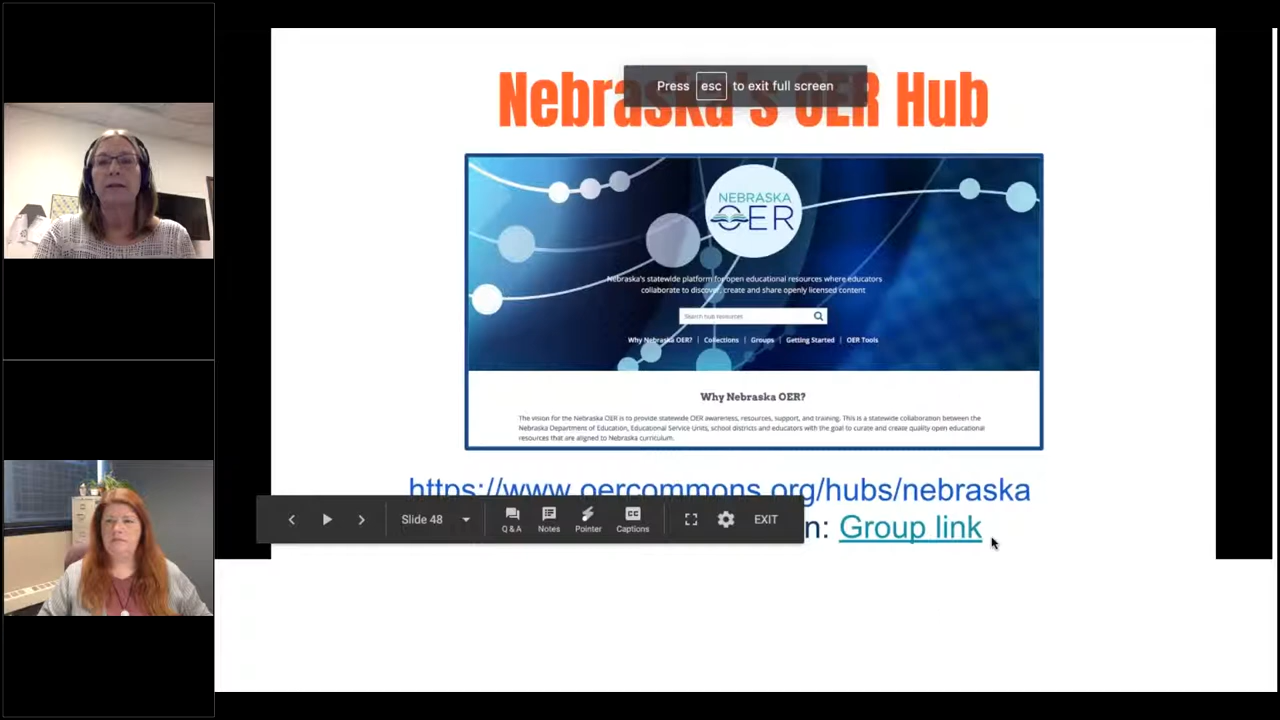 Nebraska's OER Hub
Press esc to exit full screen
NEBRASKA
OER
Nebraska's statewide platform for open educational resources where educators
collaborate to discover, create and share openly licensed content
Search hub resources
Why Nebraska OER? | Collections | Groups | Getting Started | OER Tools
Why Nebraska OER?
The vision for the Nebraska OER is to provide statewide OER awareness, resources, support, and training. This is a statewide collaboration between the
Nebraska Department of Education, Educational Service Units, school districts and educators with the goal to curate and create quality open educational
resources that are aligned to Nebraska curriculum.
https://www.oercommons.org/hubs/nebraska
n: Group link
Slide 48
Q & A Notes Pointer CC Captions EXIT